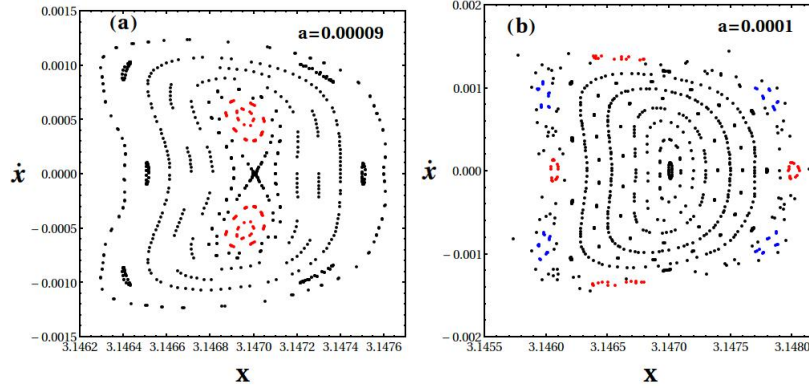 (a)
a=0.00009
0.0015
0.0010
0.0005
0.0000
−0.0005
−0.0010
−0.0015
ẋ
3.1462 3.1464 3.1466 3.1468 3.1470 3.1472 3.1474 3.1476
x
(b)
a=0.0001
0.002
0.001
0.000
−0.001
−0.002
ẋ
3.1455 3.1460 3.1465 3.1470 3.1475 3.1480
x